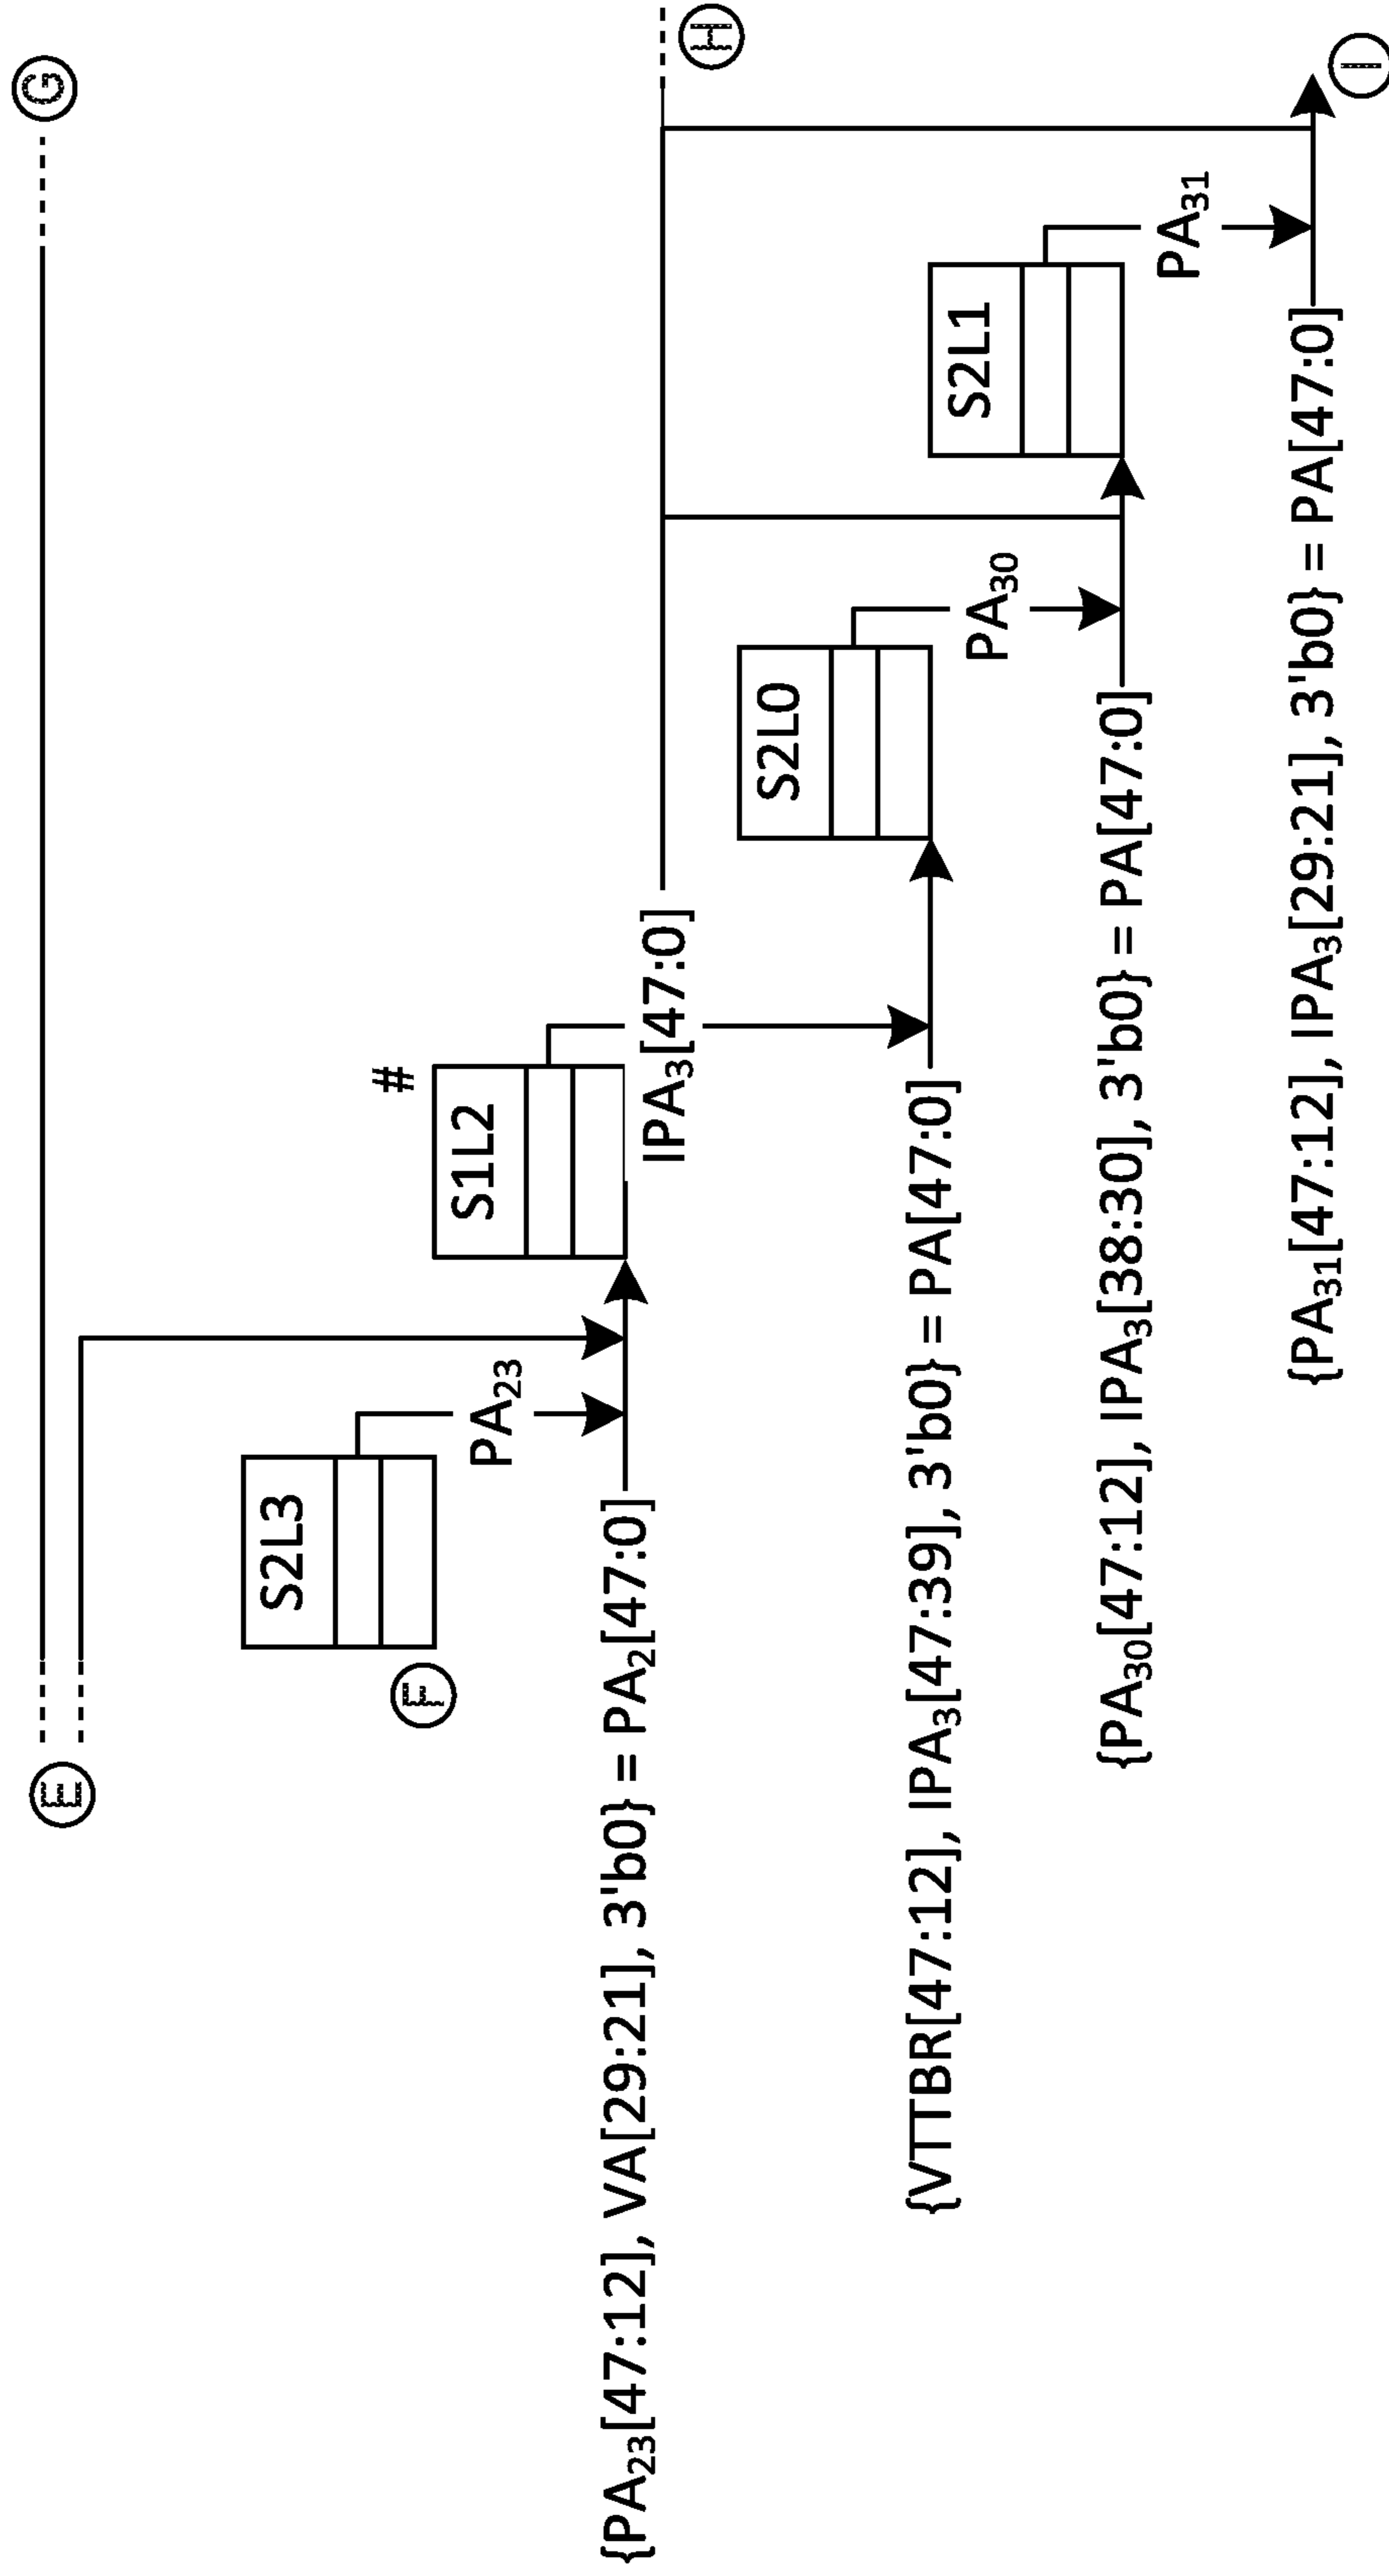 G
E
S2L3
F
PA₂₃
{PA₂₃[47:12], VA[29:21], 3'b0} = PA₂[47:0]
#
S1L2
IPA₃[47:0]
H
{VTTBR[47:12], IPA₃[47:39], 3'b0} = PA[47:0]
S2L0
PA₃₀
{PA₃₀[47:12], IPA₃[38:30], 3'b0} = PA[47:0]
S2L1
PA₃₁
{PA₃₁[47:12], IPA₃[29:21], 3'b0} = PA[47:0]
I